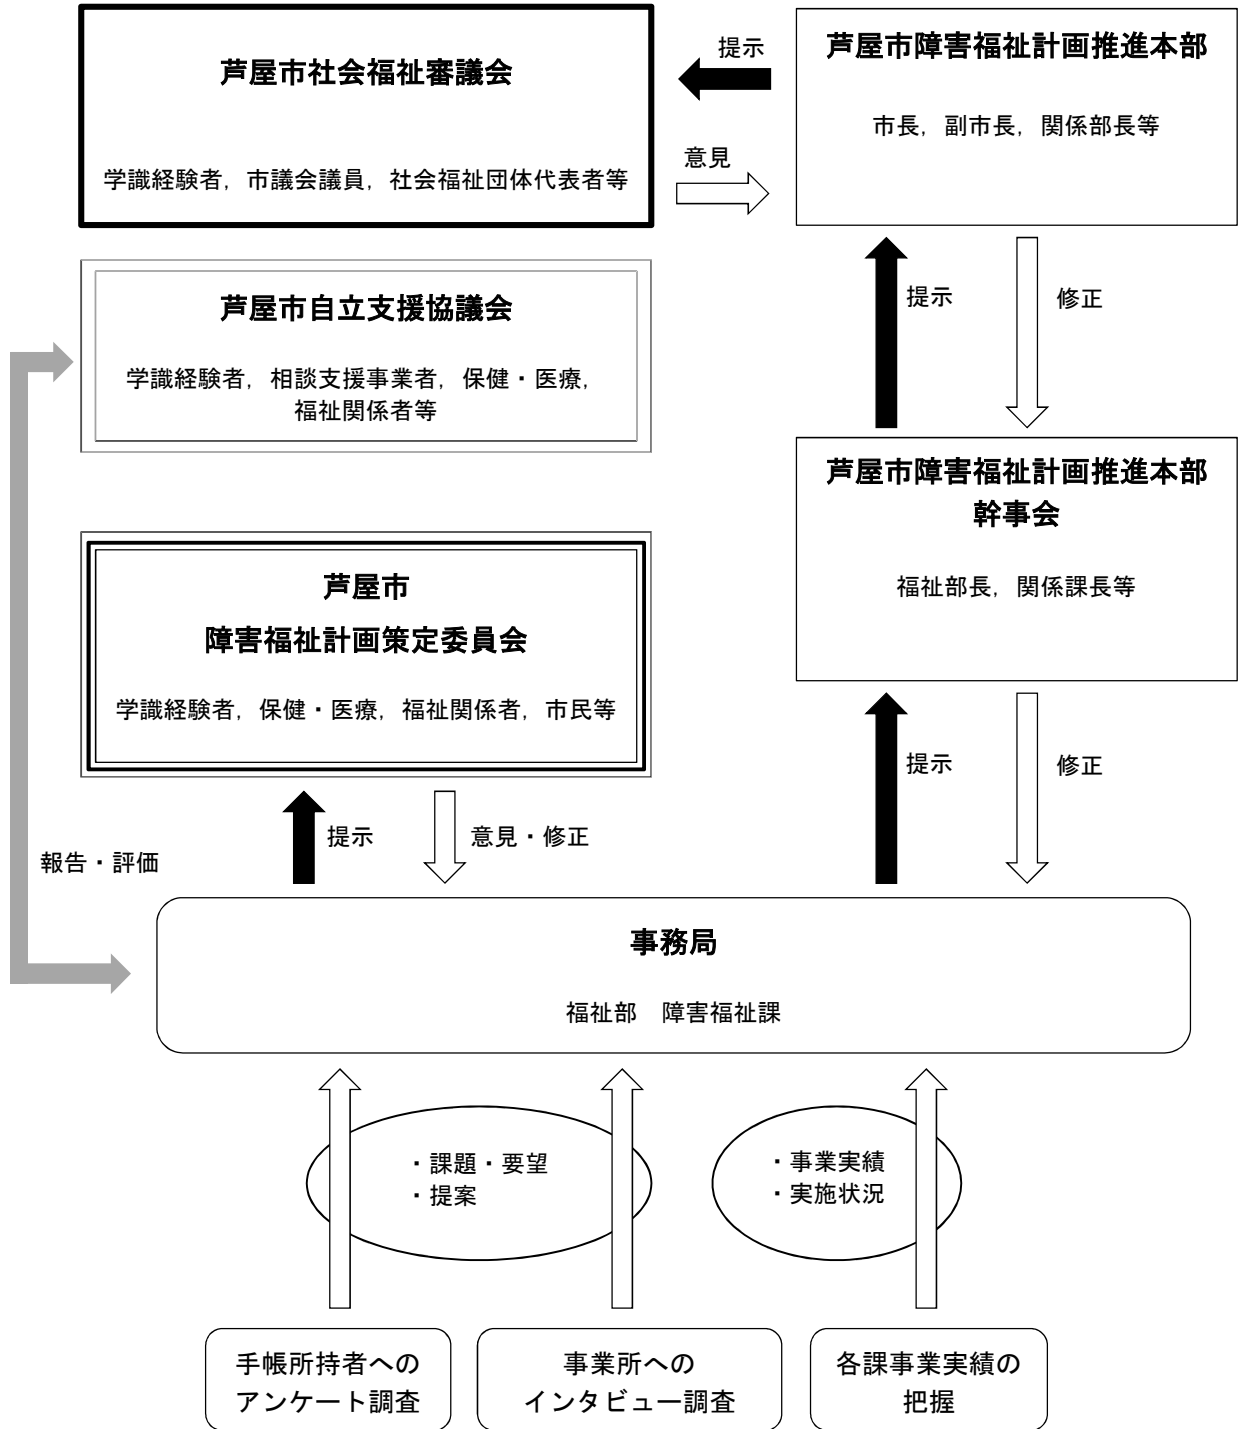 芦屋市社会福祉審議会
学識経験者，市議会議員，社会福祉団体代表者等
提示
意見
芦屋市障害福祉計画推進本部
市長，副市長，関係部長等
芦屋市自立支援協議会
学識経験者，相談支援事業者，保健・医療，
福祉関係者等
提示
修正
芦屋市障害福祉計画推進本部
幹事会
福祉部長，関係課長等
芦屋市
障害福祉計画策定委員会
学識経験者，保健・医療，福祉関係者，市民等
提示
意見・修正
提示
修正
報告・評価
事務局
福祉部　障害福祉課
・課題・要望
・提案
・事業実績
・実施状況
手帳所持者への
アンケート調査
事業所への
インタビュー調査
各課事業実績の
把握